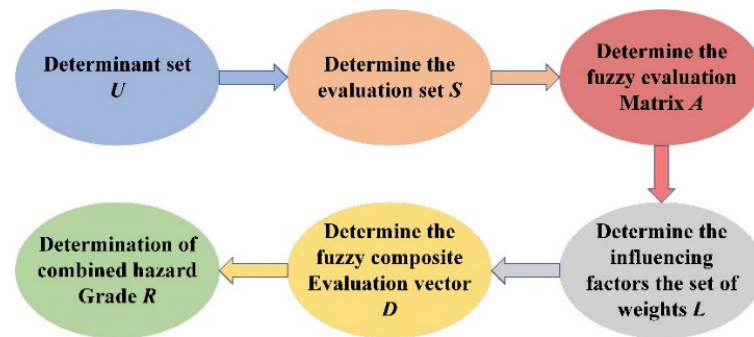 Determinant set
U
Determine the
evaluation set S
Determine the
fuzzy evaluation
Matrix A
Determine the
influencing
factors the set of
weights L
Determine the
fuzzy composite
Evaluation vector
D
Determination of
combined hazard
Grade R